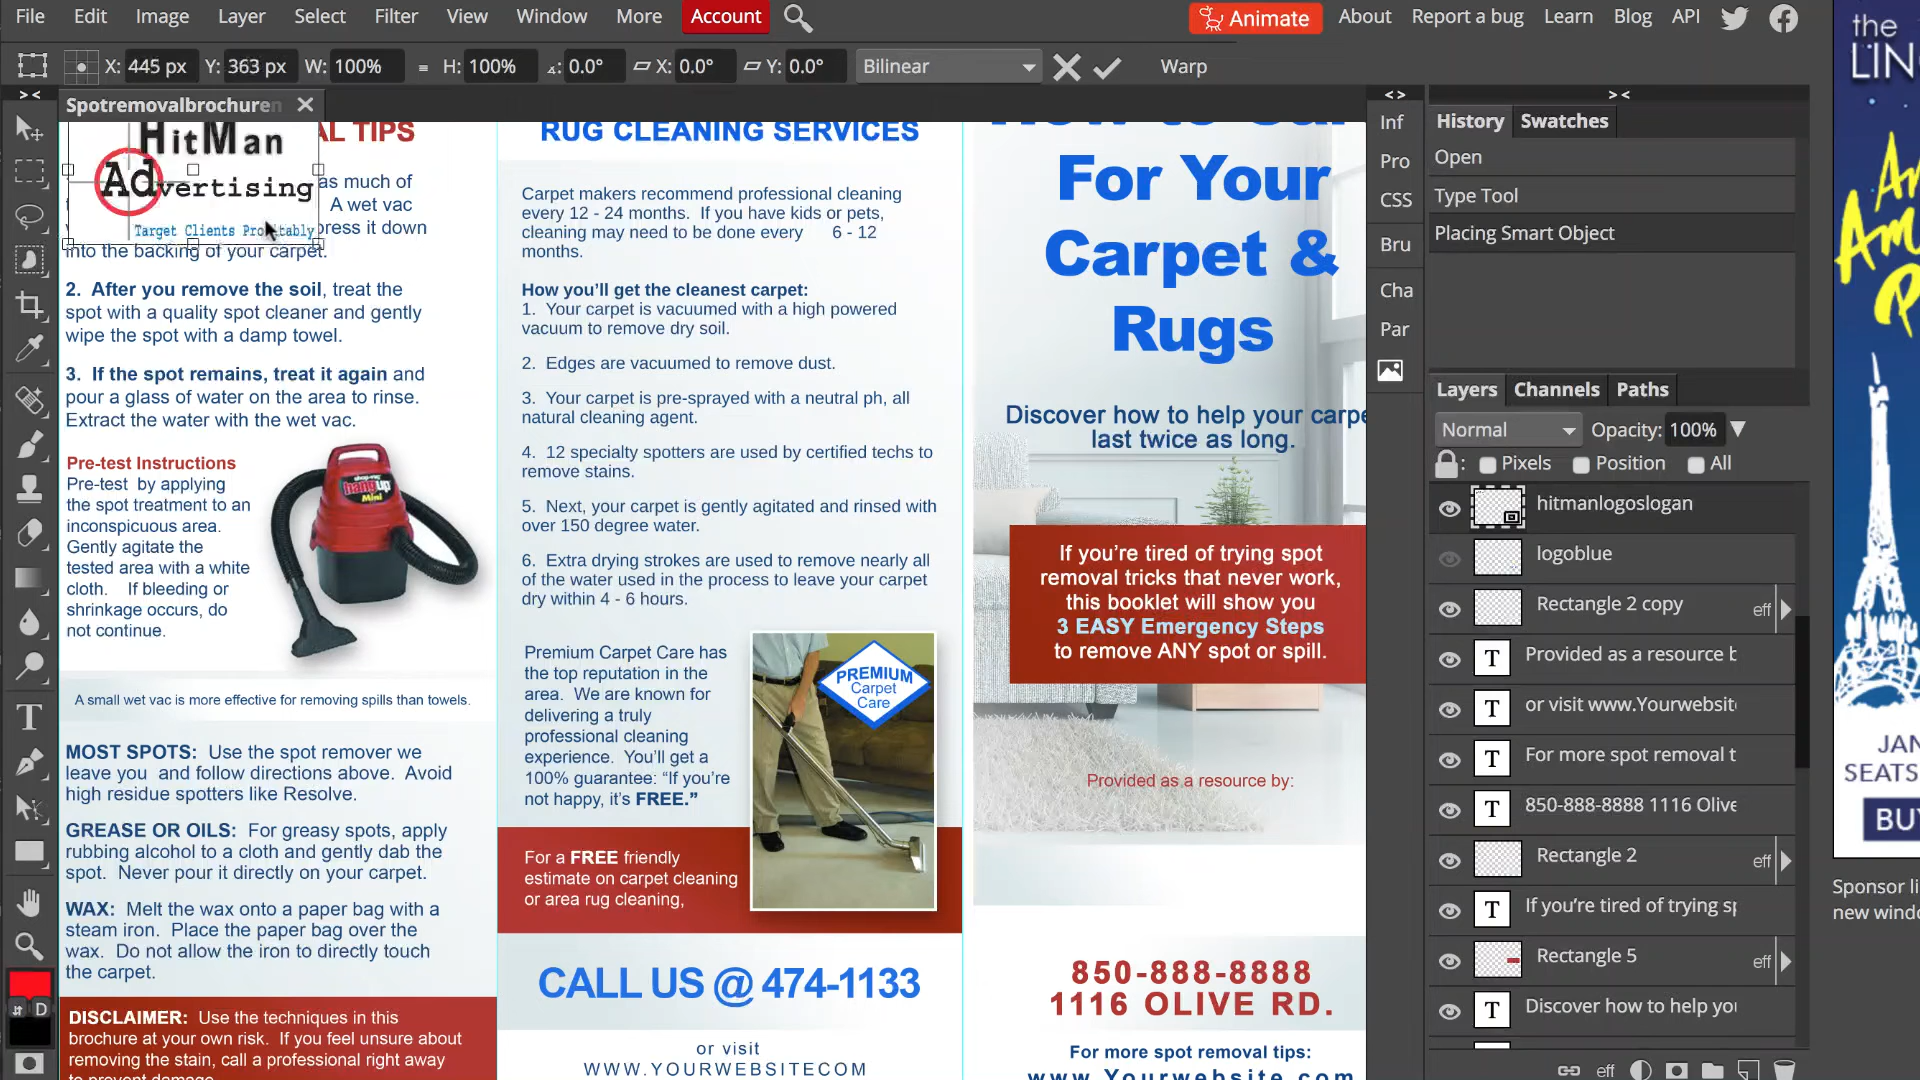 File Edit Image Layer Select Filter View Window More Account
Animate About Report a bug Learn Blog API
X: 445 px Y: 363 px W: 100% = H: 100% 0.0° X: 0.0° Y: 0.0° Bilinear Warp
> < Spotremovalbrochure
HitMan
Advertising
Target Clients
AL TIPS
as much of
A wet vac
press it down
into the backing of your carpet.
2. After you remove the soil, treat the
spot with a quality spot cleaner and gently
wipe the spot with a damp towel.
3. If the spot remains, treat it again and
pour a glass of water on the area to rinse.
Extract the water with the wet vac.
Pre-test Instructions
Pre-test by applying
the spot treatment to an
inconspicuous area.
Gently agitate the
tested area with a white
cloth. If bleeding or
shrinkage occurs, do
not continue.
shop-vac
hangup
Mini
A small wet vac is more effective for removing spills than towels.
MOST SPOTS: Use the spot remover we
leave you and follow directions above. Avoid
high residue spotters like Resolve.
GREASE OR OILS: For greasy spots, apply
rubbing alcohol to a cloth and gently dab the
spot. Never pour it directly on your carpet.
WAX: Melt the wax onto a paper bag with a
steam iron. Place the paper bag over the
wax. Do not allow the iron to directly touch
the carpet.
DISCLAIMER: Use the techniques in this
brochure at your own risk. If you feel unsure about
removing the stain, call a professional right away
to prevent damage.
RUG CLEANING SERVICES
Carpet makers recommend professional cleaning
every 12 - 24 months. If you have kids or pets,
cleaning may need to be done every 6 - 12
months.
How you'll get the cleanest carpet:
1. Your carpet is vacuumed with a high powered
vacuum to remove dry soil.
2. Edges are vacuumed to remove dust.
3. Your carpet is pre-sprayed with a neutral ph, all
natural cleaning agent.
4. 12 specialty spotters are used by certified techs to
remove stains.
5. Next, your carpet is gently agitated and rinsed with
over 150 degree water.
6. Extra drying strokes are used to remove nearly all
of the water used in the process to leave your carpet
dry within 4 - 6 hours.
Premium Carpet Care has
the top reputation in the
area. We are known for
delivering a truly
professional cleaning
experience. You'll get a
100% guarantee: “If you're
not happy, it's FREE.”
PREMIUM
Carpet
Care
For a FREE friendly
estimate on carpet cleaning
or area rug cleaning,
CALL US @ 474-1133
or visit
WWW.YOURWEBSITECOM
For Your
Carpet &
Rugs
Discover how to help your carpe
last twice as long.
If you're tired of trying spot
removal tricks that never work,
this booklet will show you
3 EASY Emergency Steps
to remove ANY spot or spill.
Provided as a resource by:
850-888-8888
1116 OLIVE RD.
For more spot removal tips:
www.Yourwebsite.com
< >
Inf
Pro
CSS
Bru
Cha
Par
> <
History Swatches
Open
Type Tool
Placing Smart Object
Layers Channels Paths
Normal Opacity: 100%
Pixels Position All
hitmanlogoslogan
logoblue
Rectangle 2 copy eff
T Provided as a resource b
T or visit www.Yourwebsit
T For more spot removal t
T 850-888-8888 1116 Olive
Rectangle 2 eff
T If you're tired of trying sp
Rectangle 5 eff
T Discover how to help you
eff
D
T
the
LIN
JAN
SEATS
BU
Sponsor li
new windo